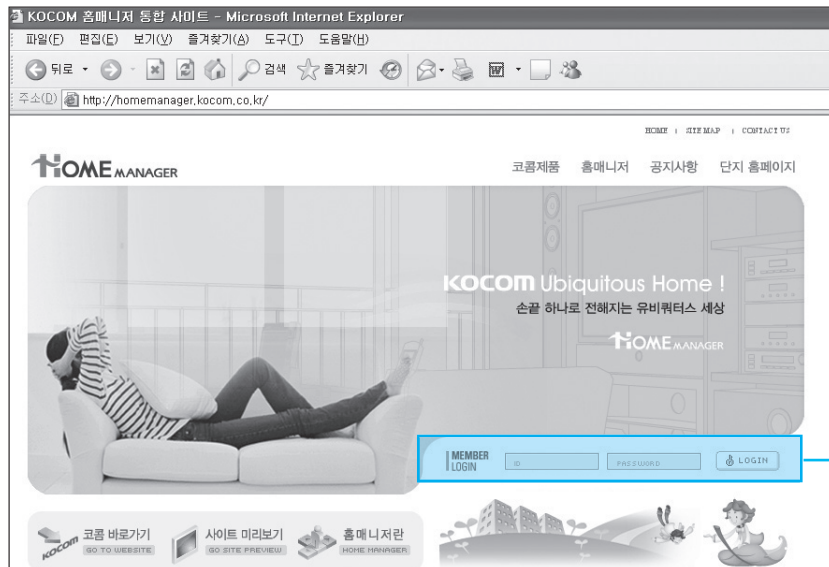 KOCOM 홈매니저 통합 사이트 - Microsoft Internet Explorer
파일(F) 편집(E) 보기(V) 즐겨찾기(A) 도구(T) 도움말(H)
뒤로 검색 즐겨찾기
주소(D) http://homemanager.kocom.co.kr/
HOME | SITE MAP | CONTACT US
HOME MANAGER
코콤제품 홈매니저 공지사항 단지 홈페이지
KOCOM Ubiquitous Home !
손끝 하나로 전해지는 유비쿼터스 세상
HOME MANAGER
MEMBER
LOGIN
ID PASSWORD LOGIN
KOCOM 코콤 바로가기 사이트 미리보기 홈매니저란
GO TO WEBSITE GO SITE PREVIEW HOME MANAGER